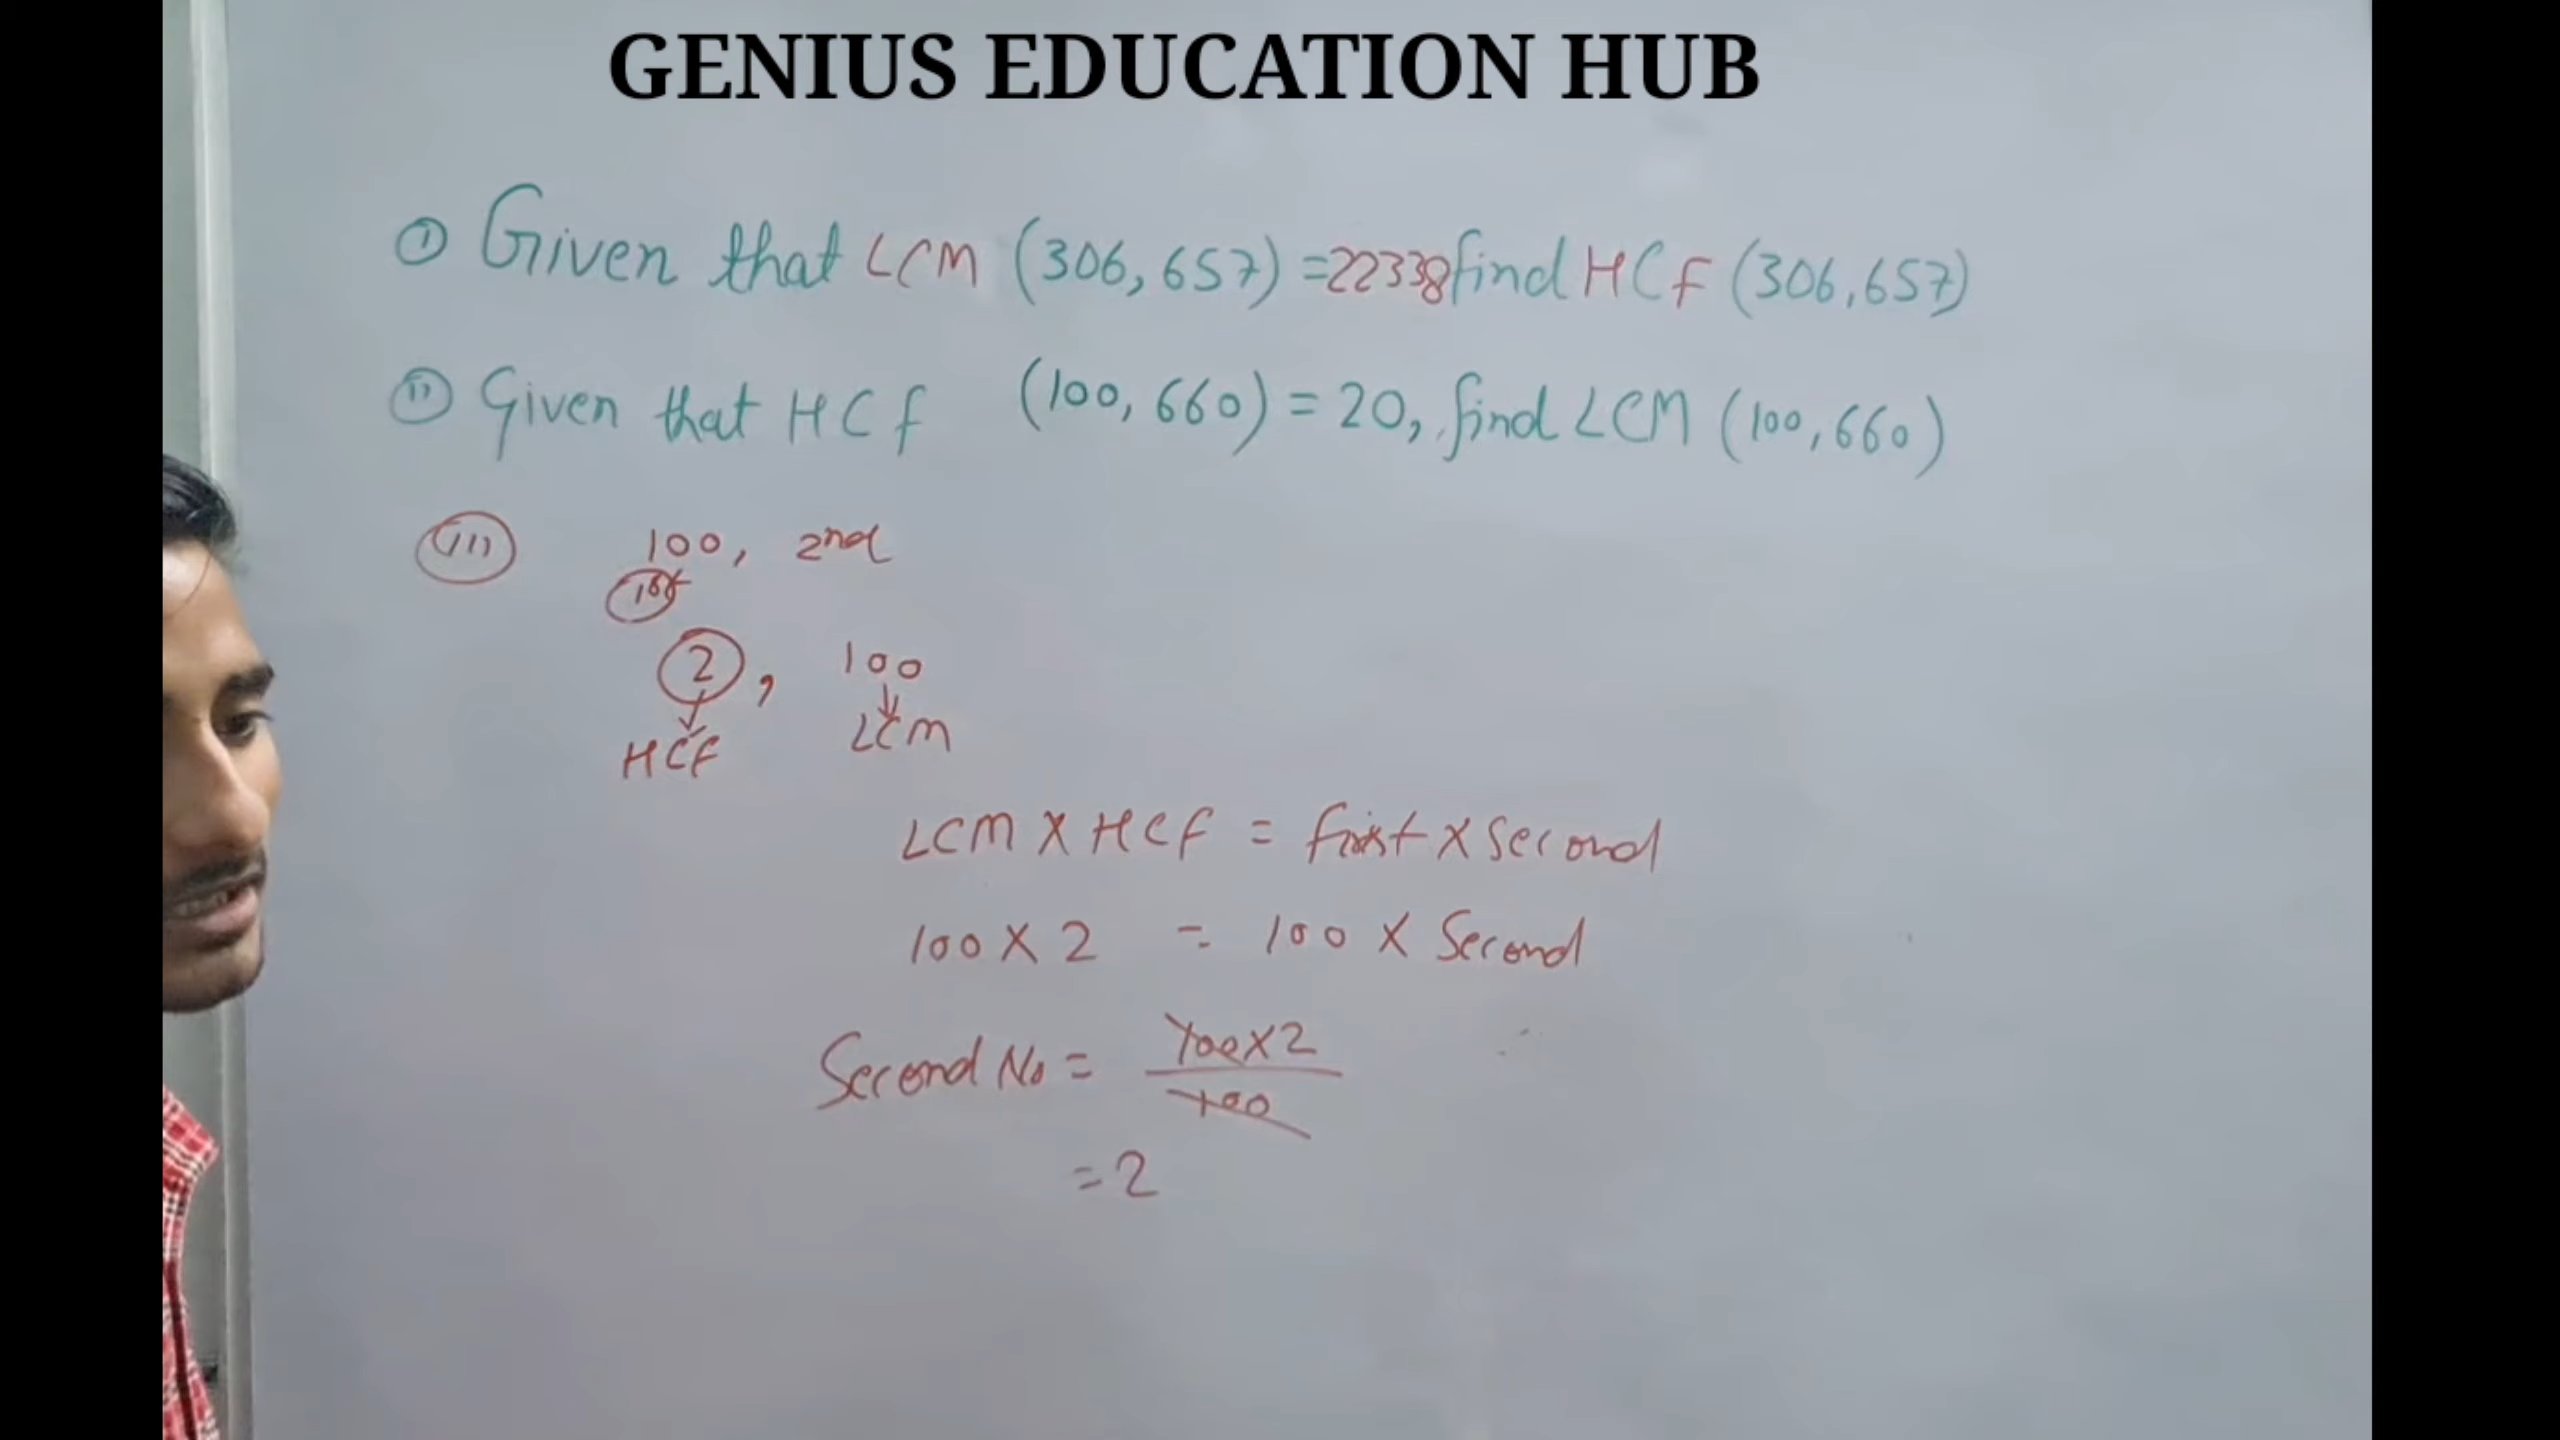 GENIUS EDUCATION HUB
① Given that LCM (306, 657) = 22338 find HCF (306, 657)
⑪ Given that HCf (100, 660) = 20, find LCM (100, 660)
(111) 100, 2nd
1st
2, 100
HCF LCM
LCM X HCF = first X Second
100 X 2 = 100 X Second
Second No = 100X2
100
= 2